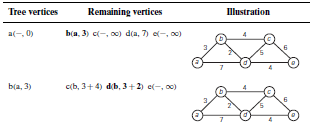 Tree vertices Remaining vertices Illustration
a(−, 0) b(a, 3) c(−, ∞) d(a, 7) e(−, ∞)
b 4 c
3 2 5 6
a d e
7 4
b(a, 3) c(b, 3 + 4) d(b, 3 + 2) e(−, ∞)
b 4 c
3 2 5 6
a d e
7 4